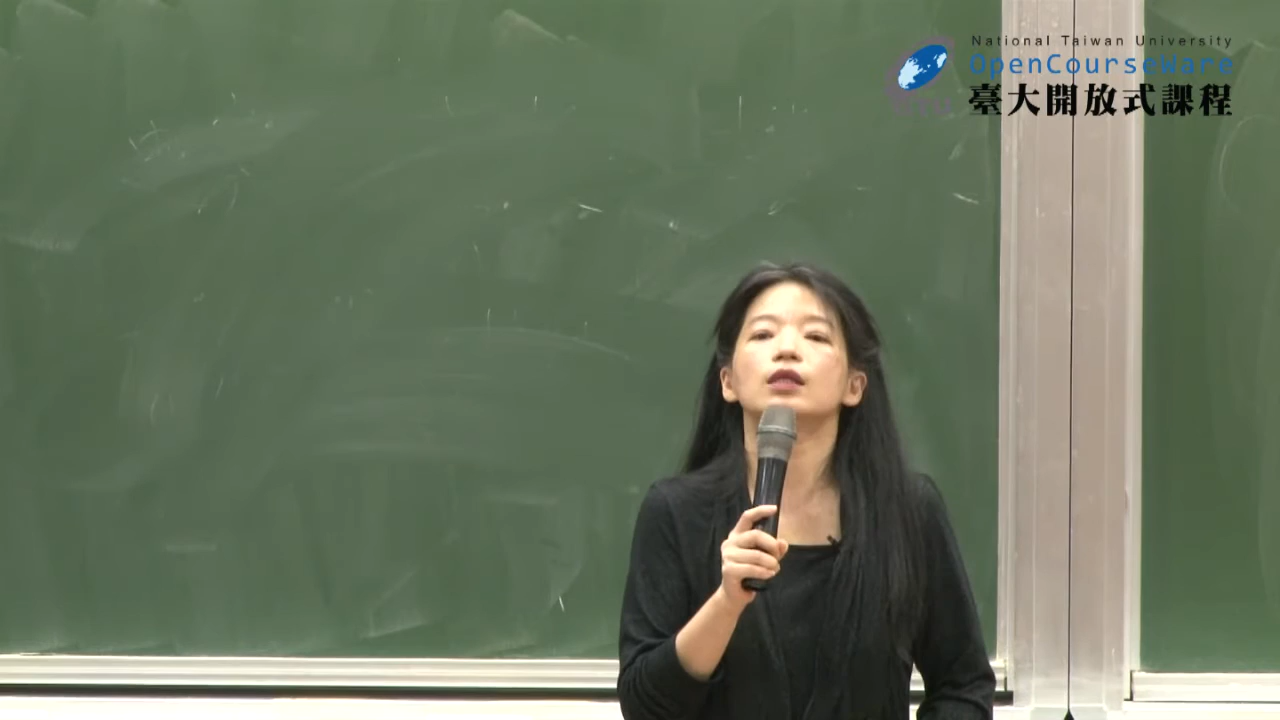 National Taiwan University
OpenCourseWare
臺大開放式課程